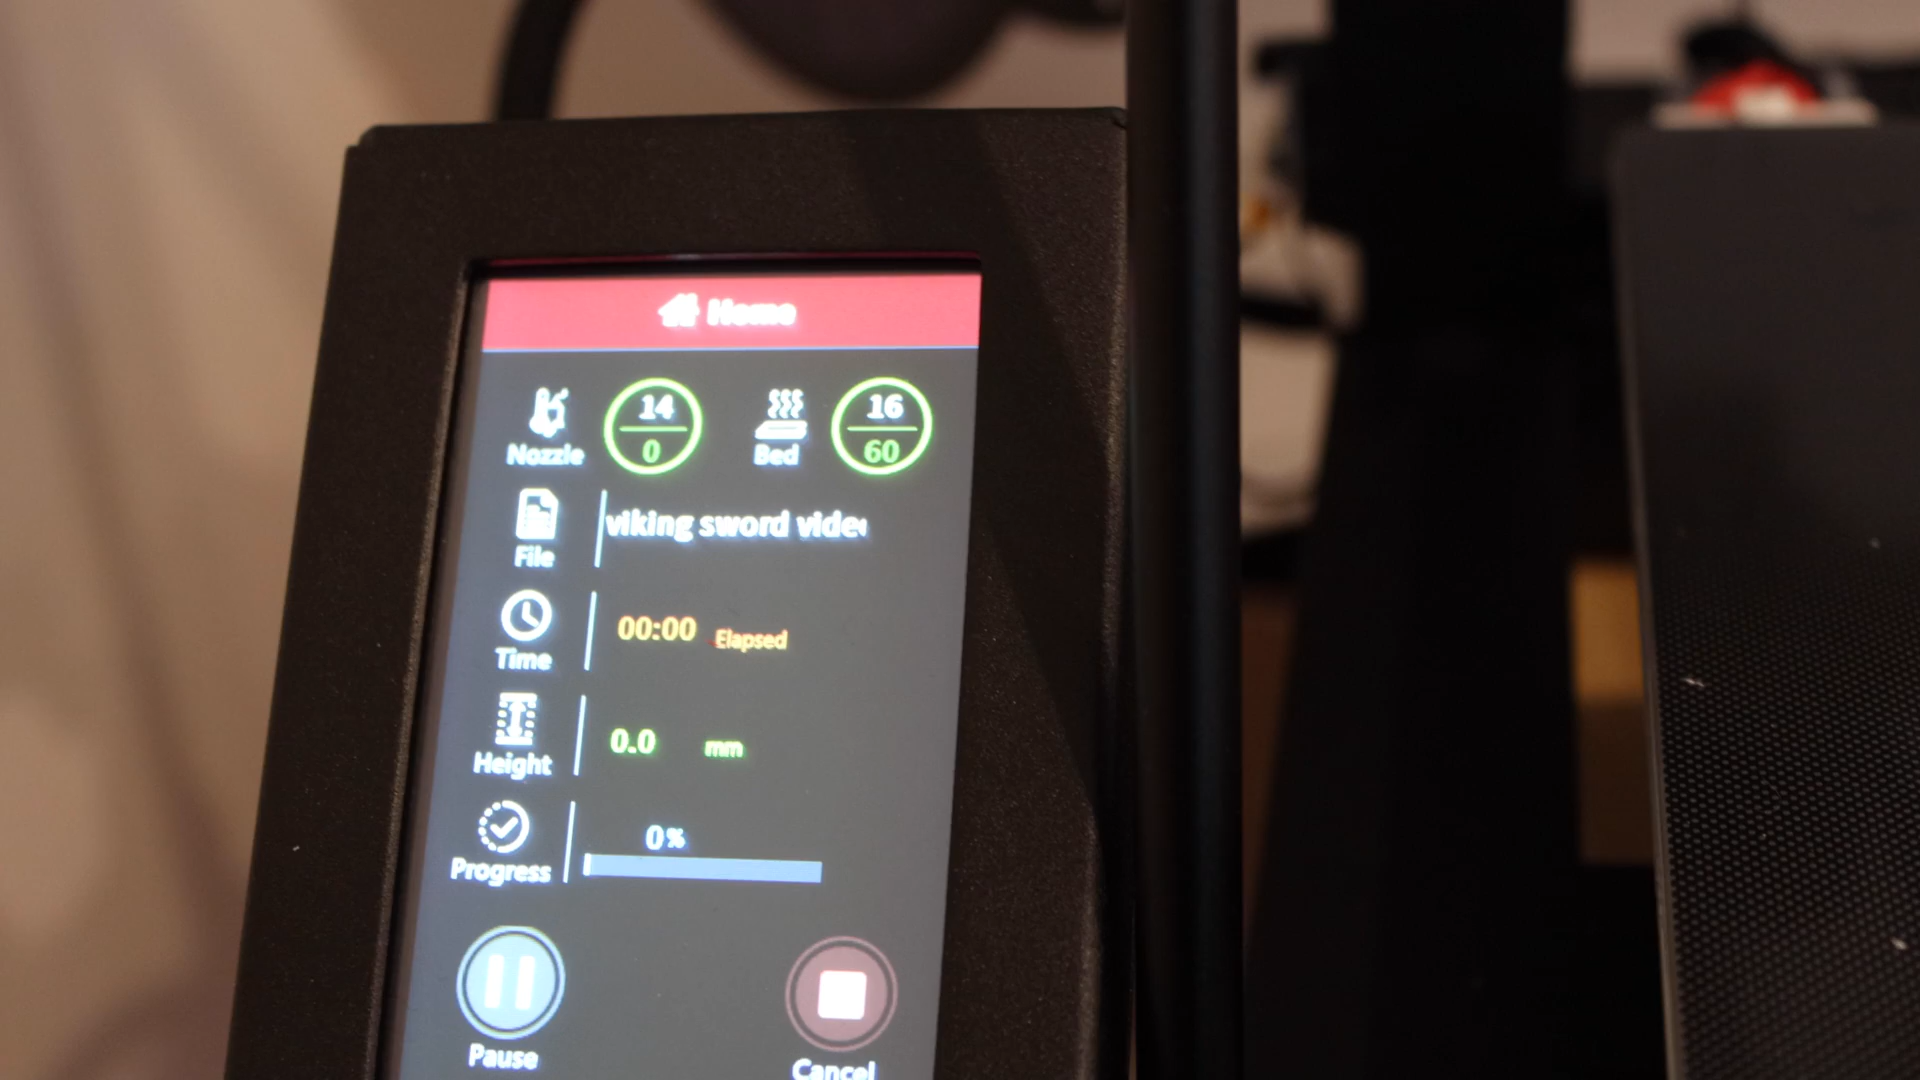 Home
Nozzle 14 0 Bed 16 60
File viking sword
Time 00:00 Elapsed
Height 0.0 mm
Progress 0%
Pause Cancel